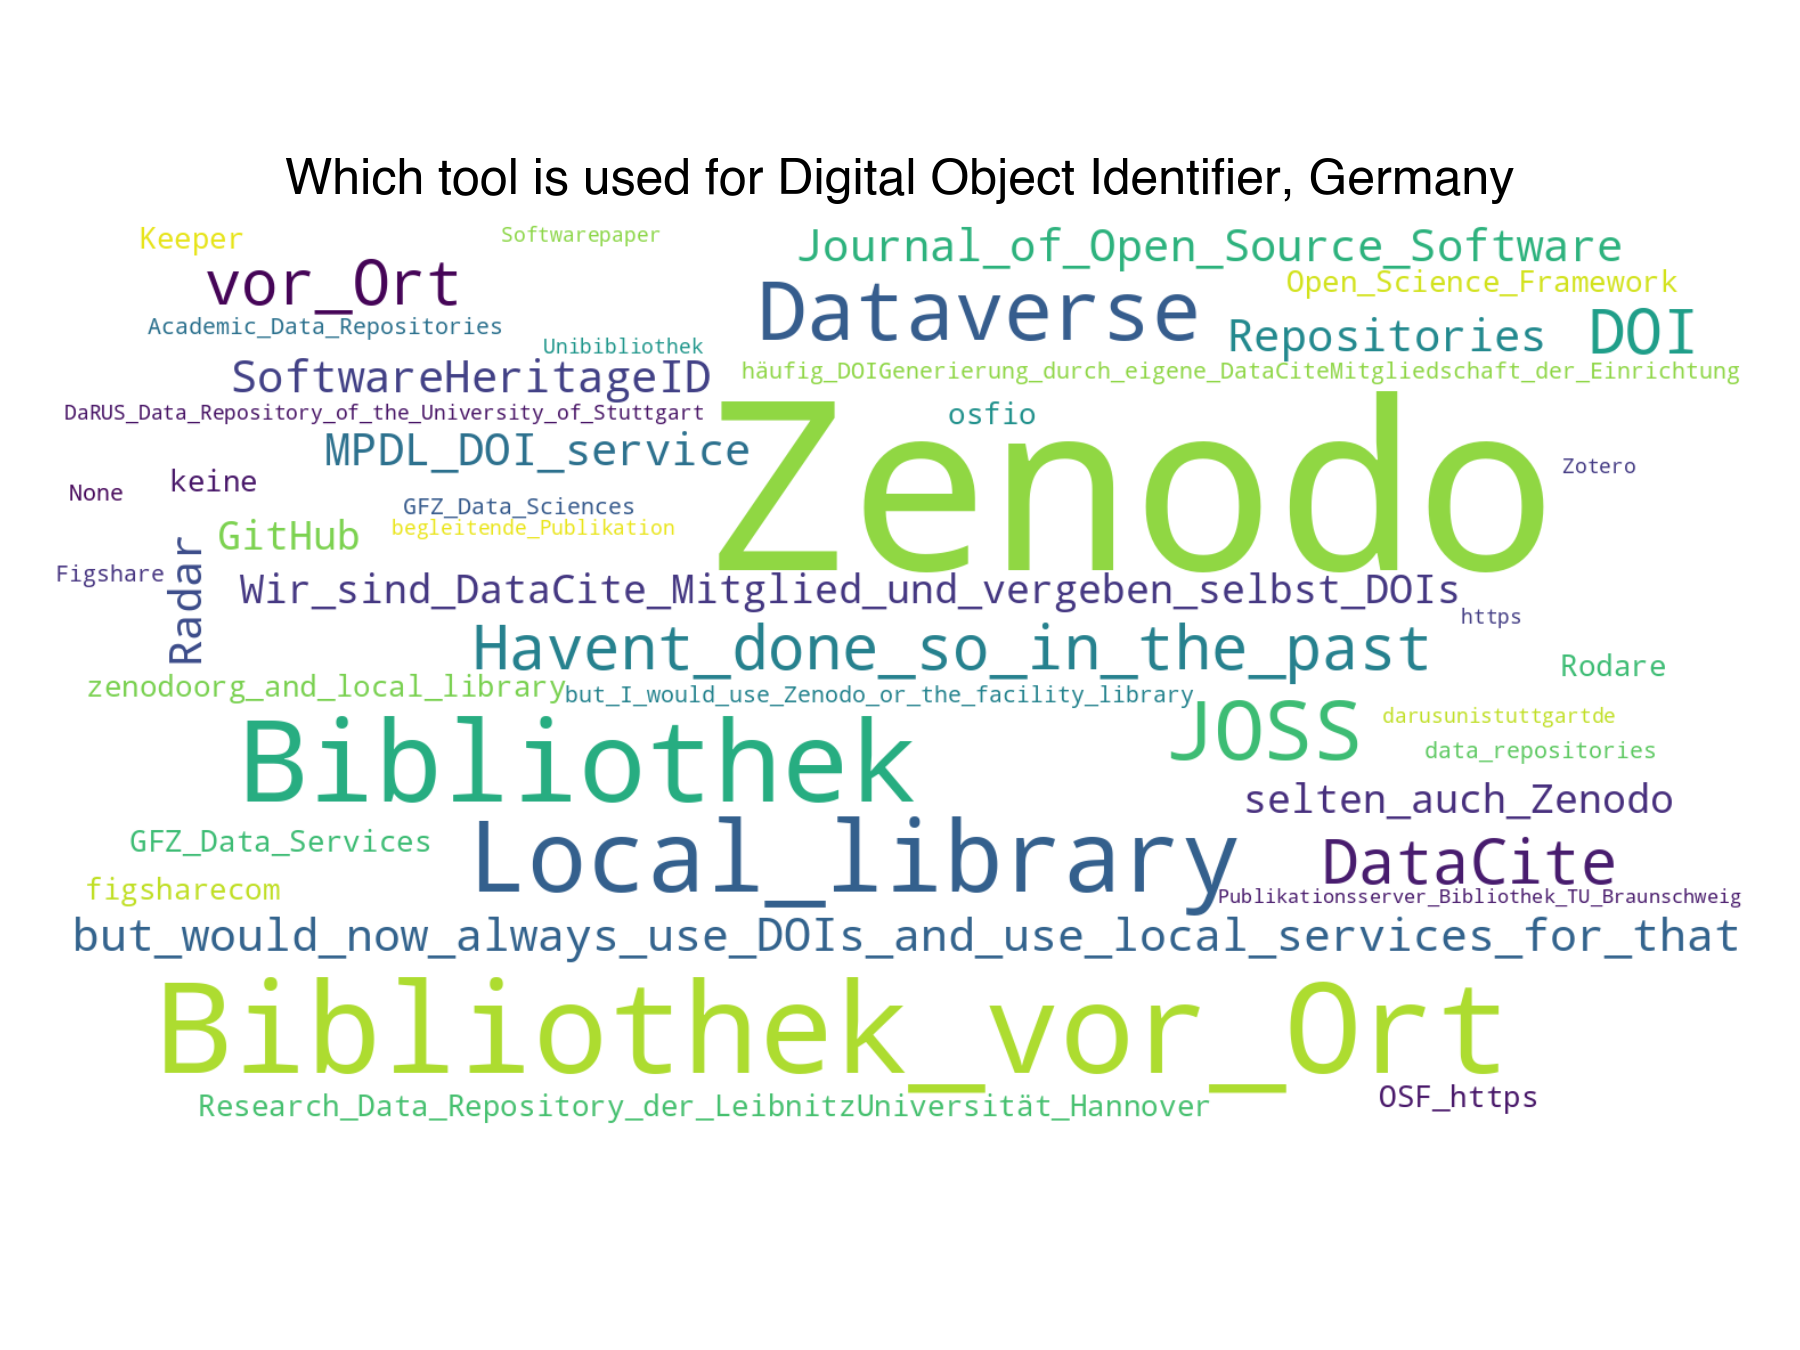 Which tool is used for Digital Object Identifier, Germany
Keeper
Softwarepaper
Journal_of_Open_Source_Software
vor_Ort
Dataverse
Open_Science_Framework
Academic_Data_Repositories
Repositories
DOI
Unibibliothek
SoftwareHeritageID
häufig_DOIGenerierung_durch_eigene_DataCiteMitgliedschaft_der_Einrichtung
DaRUS_Data_Repository_of_the_University_of_Stuttgart
osfio
MPDL_DOI_service
Zenodo
Zotero
keine
None
GFZ_Data_Sciences
begleitende_Publikation
GitHub
Radar
Figshare
Wir_sind_DataCite_Mitglied_und_vergeben_selbst_DOIs
https
Havent_done_so_in_the_past
Rodare
zenodoorg_and_local_library
but_I_would_use_Zenodo_or_the_facility_library
JOSS
darusunistuttgartde
data_repositories
Bibliothek
selten_auch_Zenodo
GFZ_Data_Services
Local_library
DataCite
figsharecom
Publikationsserver_Bibliothek_TU_Braunschweig
but_would_now_always_use_DOIs_and_use_local_services_for_that
Bibliothek_vor_Ort
Research_Data_Repository_der_LeibnitzUniversität_Hannover
OSF_https